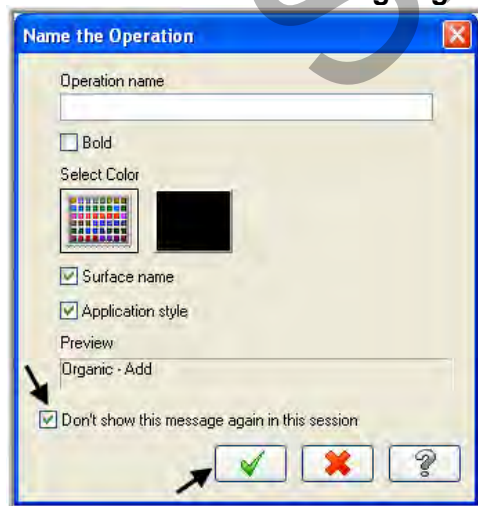 Name the Operation
Operation name
Bold
Select Color
Surface name
Application style
Preview
Organic - Add
Don't show this message again in this session